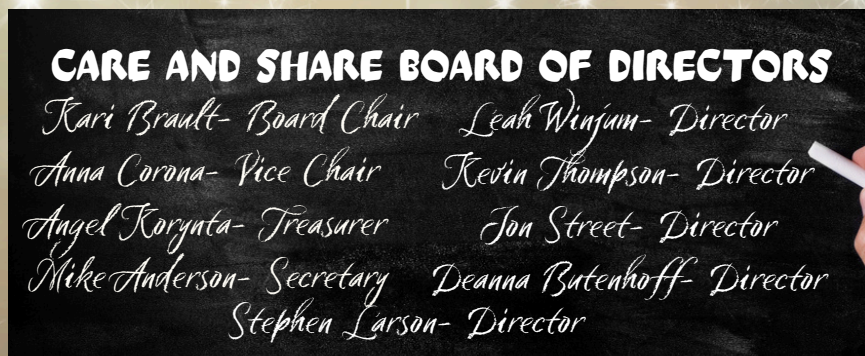 CARE AND SHARE BOARD OF DIRECTORS
Kari Brault- Board Chair
Leah Winjum- Director
Anna Corona- Vice Chair
Kevin Thompson- Director
Angel Korynta- Treasurer
Jon Street- Director
Mike Anderson- Secretary
Deanna Butenhoff- Director
Stephen Larson- Director